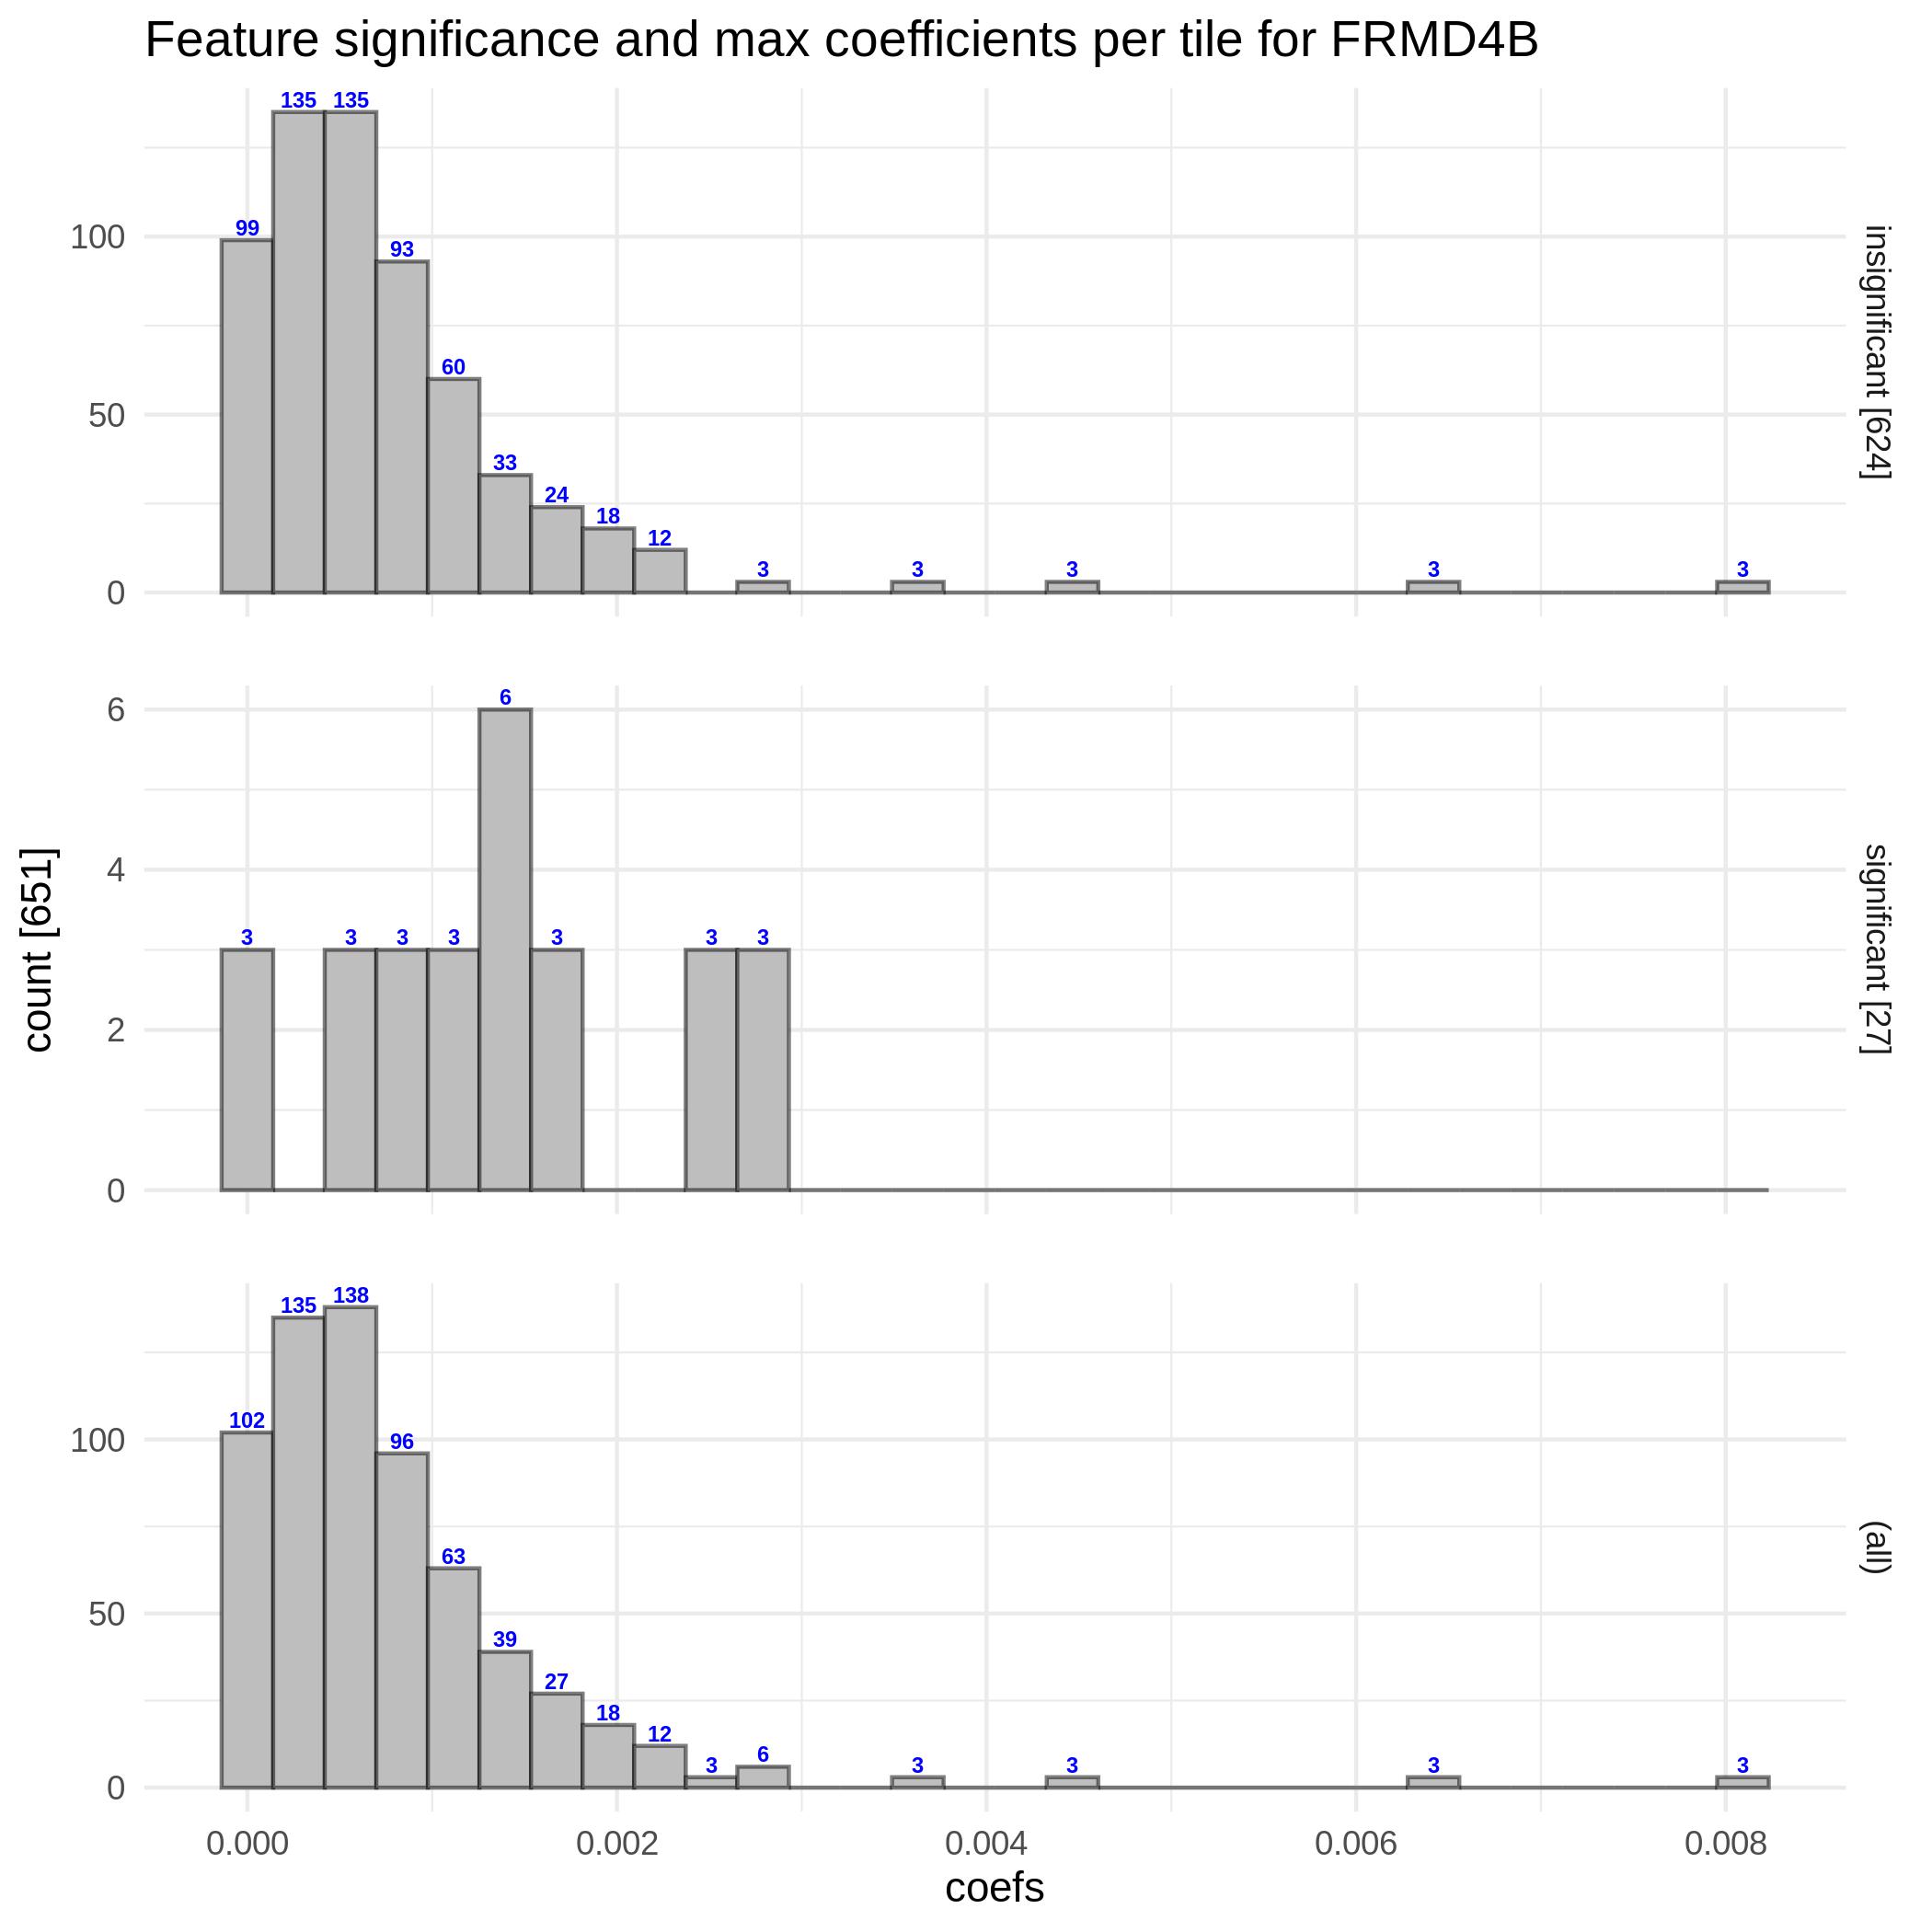 Feature significance and max coefficients per tile for FRMD4B
135 135
99
93
60
33
24
18
12
3 3 3 3 3
100
50
0
insignificant [624]
6
3 3 3 3 3 3 3
6
4
2
0
significant [27]
count [651]
135 138
102
96
63
39
27
18
12
3 6 3 3 3 3
100
50
0
(all)
0.000 0.002 0.004 0.006 0.008
coefs